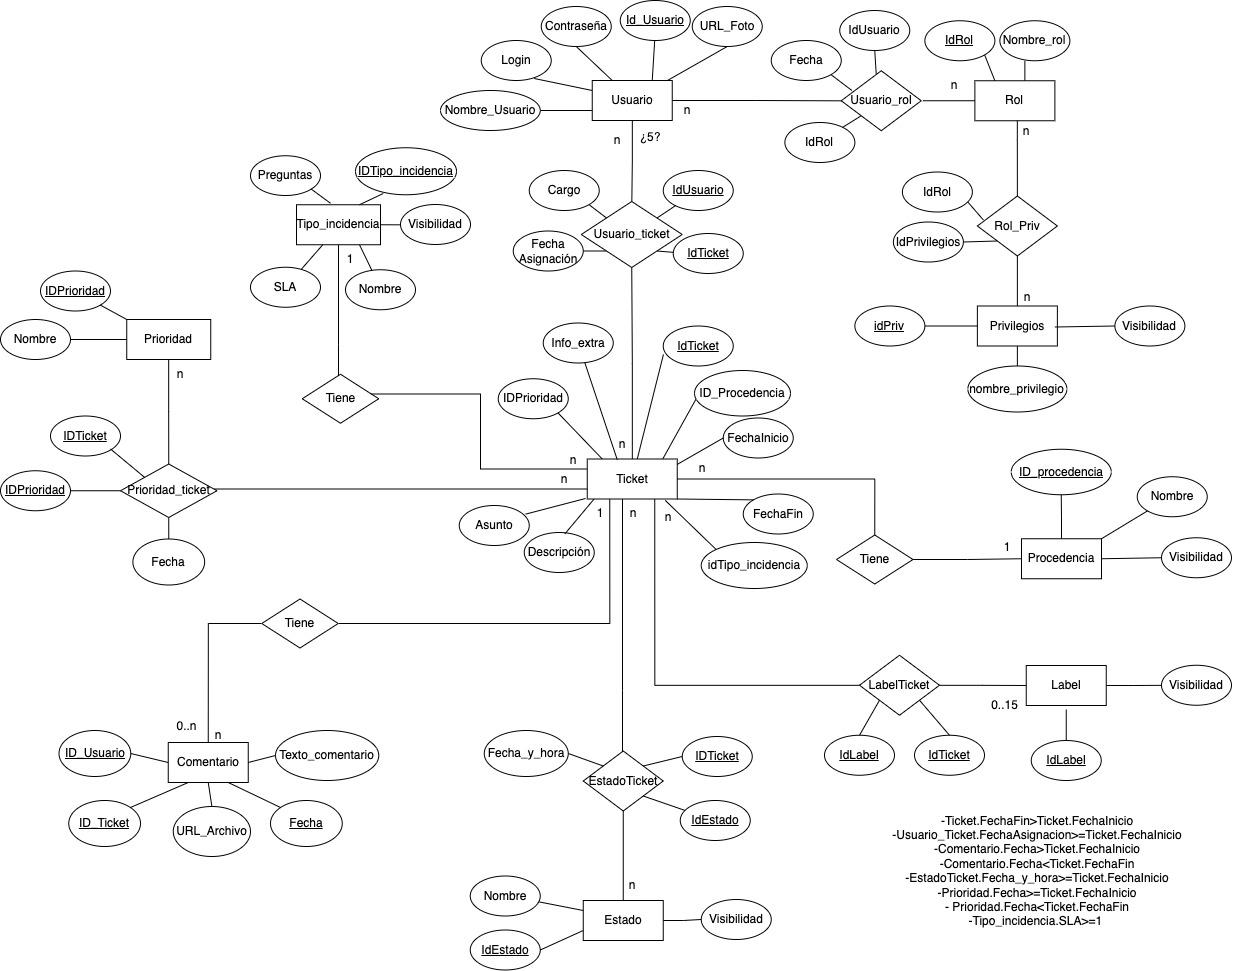 Contraseña
Id_Usuario
URL_Foto
IdUsuario
IdRol
Nombre_rol
Login
Fecha
Nombre_Usuario
Usuario
n
Usuario_rol
n
Rol
n
¿5?
IdRol
n
Preguntas
IDTipo_incidencia
Tipo_incidencia
Visibilidad
1
SLA
Nombre
Cargo
IdUsuario
Usuario_ticket
Fecha
Asignación
IdTicket
IdRol
Rol_Priv
IdPrivilegios
n
IDPrioridad
Nombre
Prioridad
n
idPriv
Privilegios
Visibilidad
nombre_privilegio
Info_extra
IdTicket
IDPrioridad
ID_Procedencia
FechaInicio
Tiene
n
n
n
n
IDTicket
IDPrioridad
Prioridad_ticket
Fecha
Ticket
Asunto
1
n
n
FechaFin
Descripción
idTipo_incidencia
ID_procedencia
Nombre
Tiene
1
Procedencia
Visibilidad
Tiene
LabelTicket
0..15
Label
Visibilidad
IdLabel
IdTicket
IdLabel
0..n
n
ID_Usuario
Comentario
Texto_comentario
ID_Ticket
URL_Archivo
Fecha
Fecha_y_hora
IDTicket
EstadoTicket
IdEstado
n
Nombre
Estado
Visibilidad
IdEstado
-Ticket.FechaFin>Ticket.FechaInicio
-Usuario_Ticket.FechaAsignacion>=Ticket.FechaInicio
-Comentario.Fecha>Ticket.FechaInicio
-Comentario.Fecha<Ticket.FechaFin
-EstadoTicket.Fecha_y_hora>=Ticket.FechaInicio
-Prioridad.Fecha>=Ticket.FechaInicio
- Prioridad.Fecha<Ticket.FechaFin
-Tipo_incidencia.SLA>=1